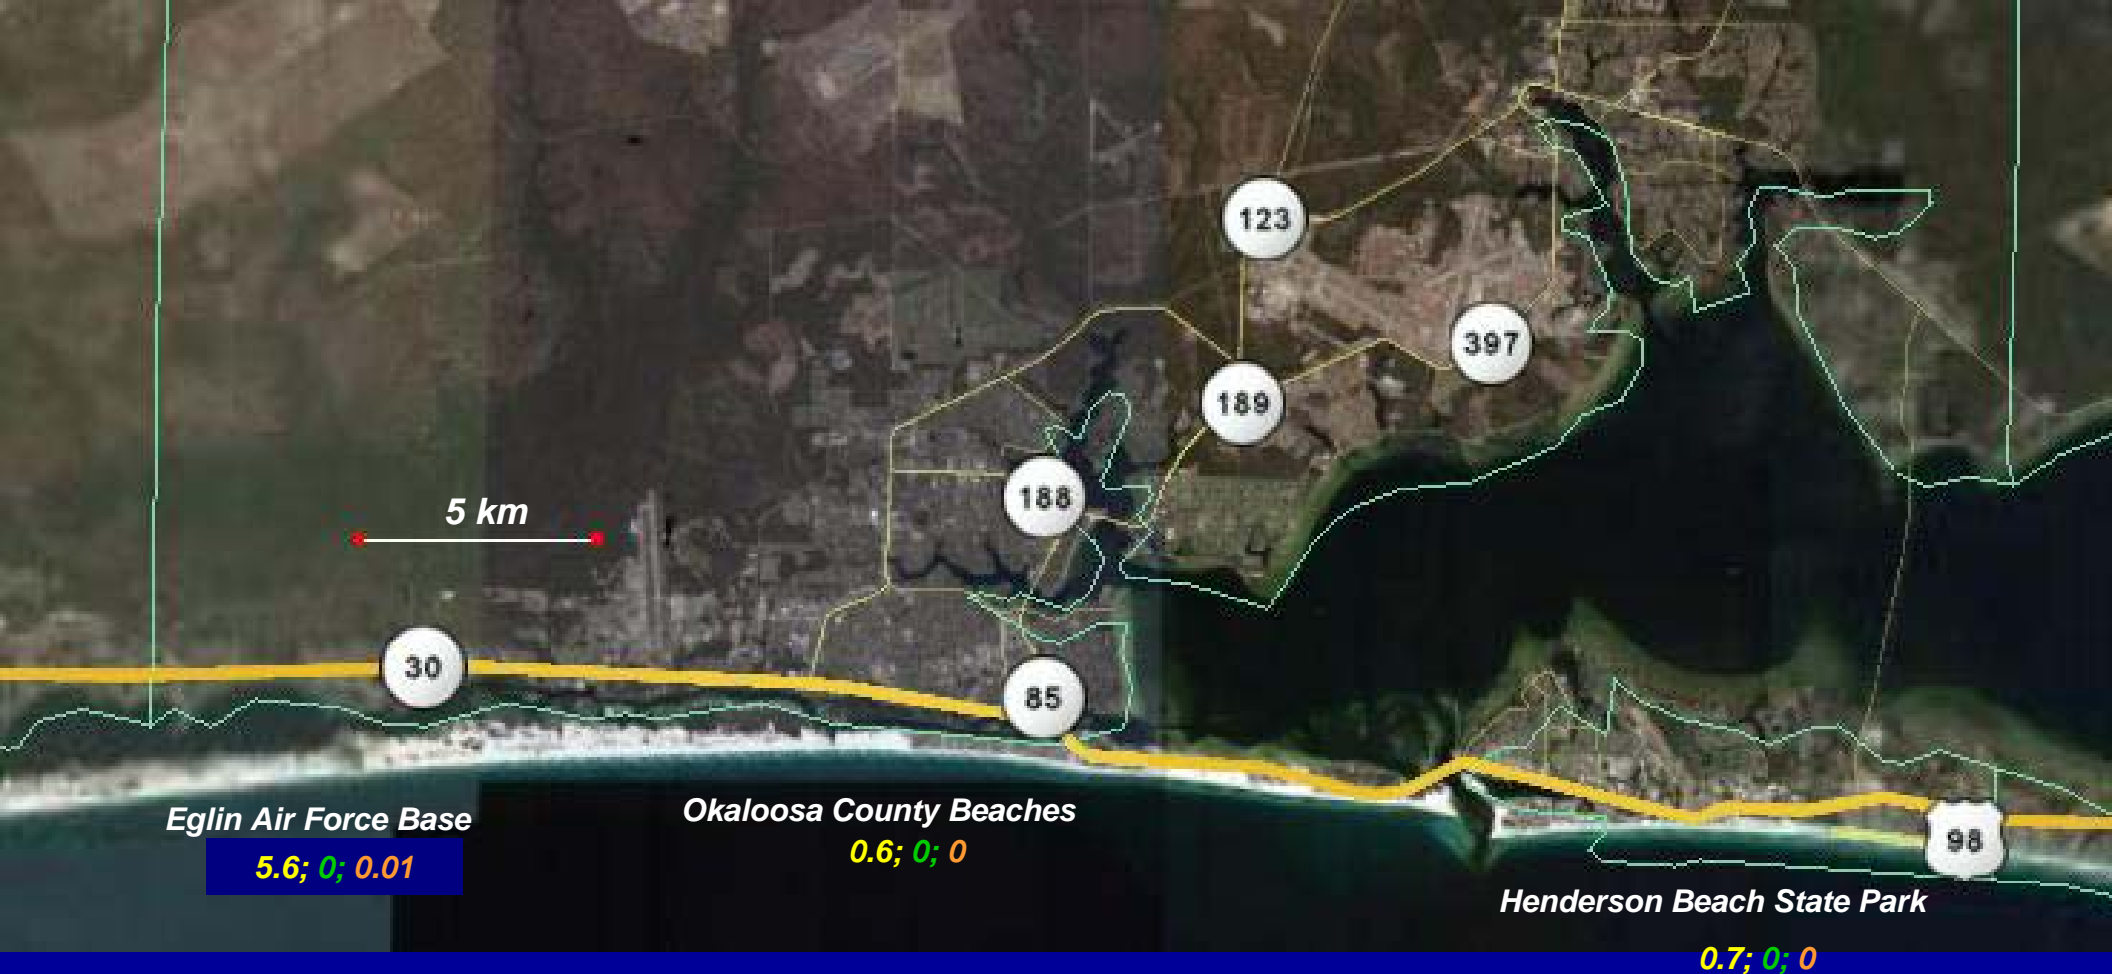 123
397
189
188
5 km
30
85
98
Eglin Air Force Base
5.6; 0; 0.01
Okaloosa County Beaches
0.6; 0; 0
Henderson Beach State Park
0.7; 0; 0